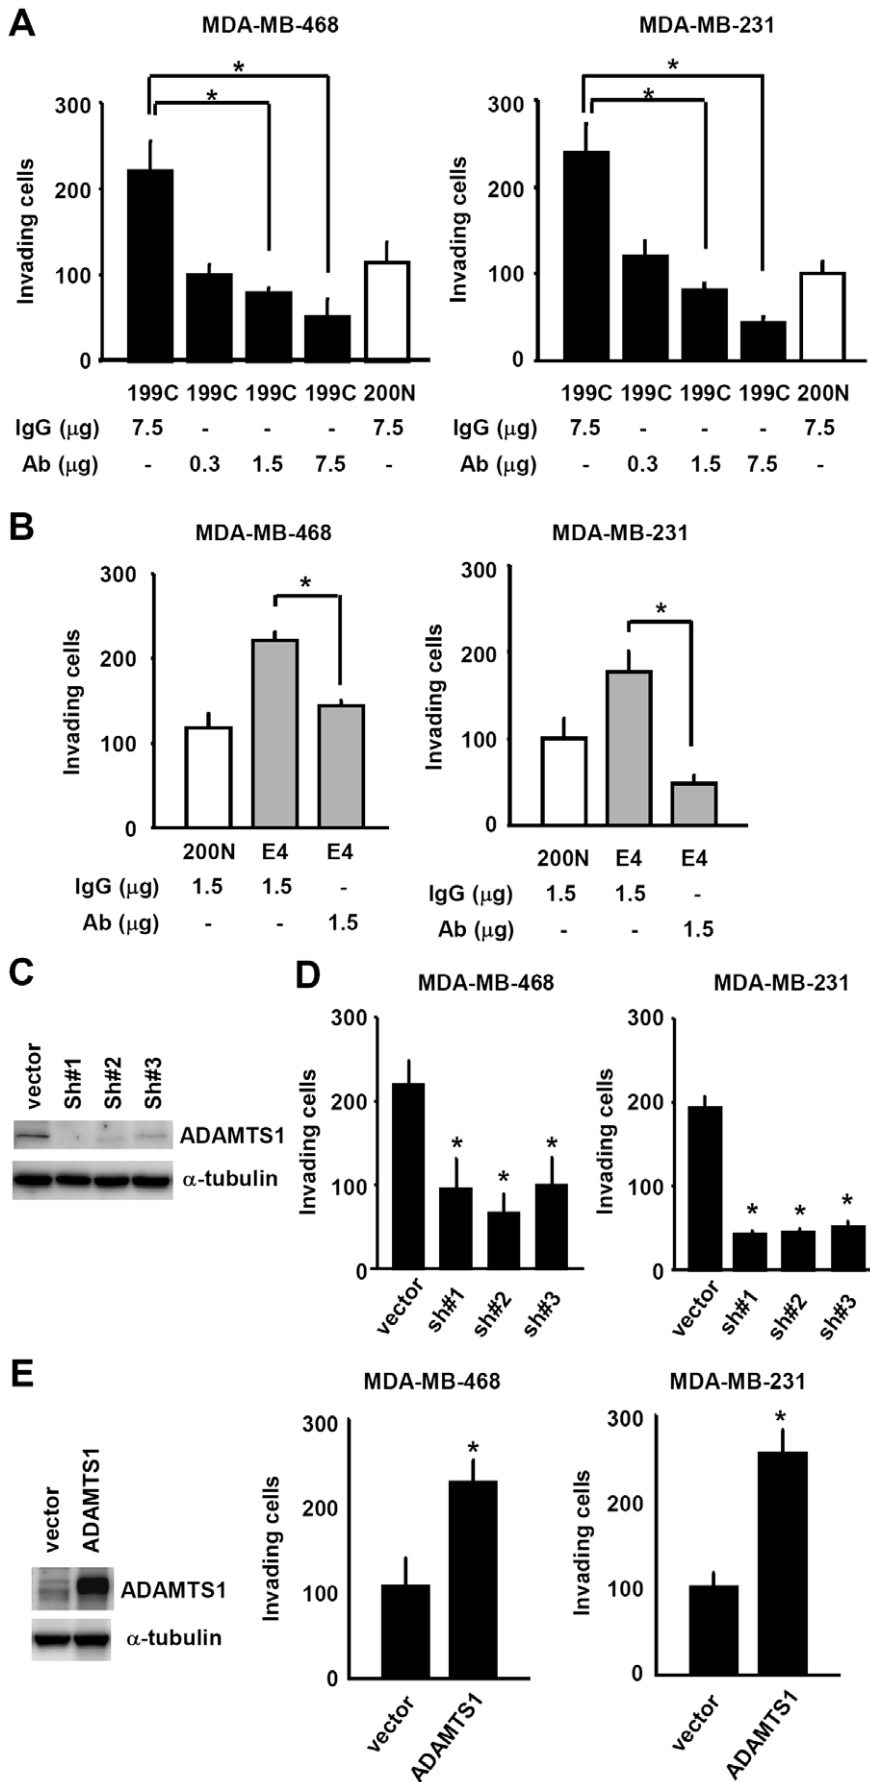 A
MDA-MB-468
MDA-MB-231
*
*
300
200
100
0
Invading cells
199C 199C 199C 199C 200N
IgG (μg) 7.5 - - - 7.5
Ab (μg) - 0.3 1.5 7.5 -
*
*
300
200
100
0
Invading cells
199C 199C 199C 199C 200N
IgG (μg) 7.5 - - - 7.5
Ab (μg) - 0.3 1.5 7.5 -
B
MDA-MB-468
*
300
200
100
0
Invading cells
200N E4 E4
IgG (μg) 1.5 1.5 -
Ab (μg) - - 1.5
MDA-MB-231
*
300
200
100
0
Invading cells
200N E4 E4
IgG (μg) 1.5 1.5 -
Ab (μg) - - 1.5
C
vector Sh#1 Sh#2 Sh#3
ADAMTS1
α-tubulin
D
MDA-MB-468
300
200
100
0
Invading cells
* * *
vector sh#1 sh#2 sh#3
MDA-MB-231
300
200
100
0
Invading cells
* * *
vector sh#1 sh#2 sh#3
E
vector ADAMTS1
ADAMTS1
α-tubulin
MDA-MB-468
300
200
100
0
Invading cells
*
vector ADAMTS1
MDA-MB-231
300
200
100
0
Invading cells
*
vector ADAMTS1